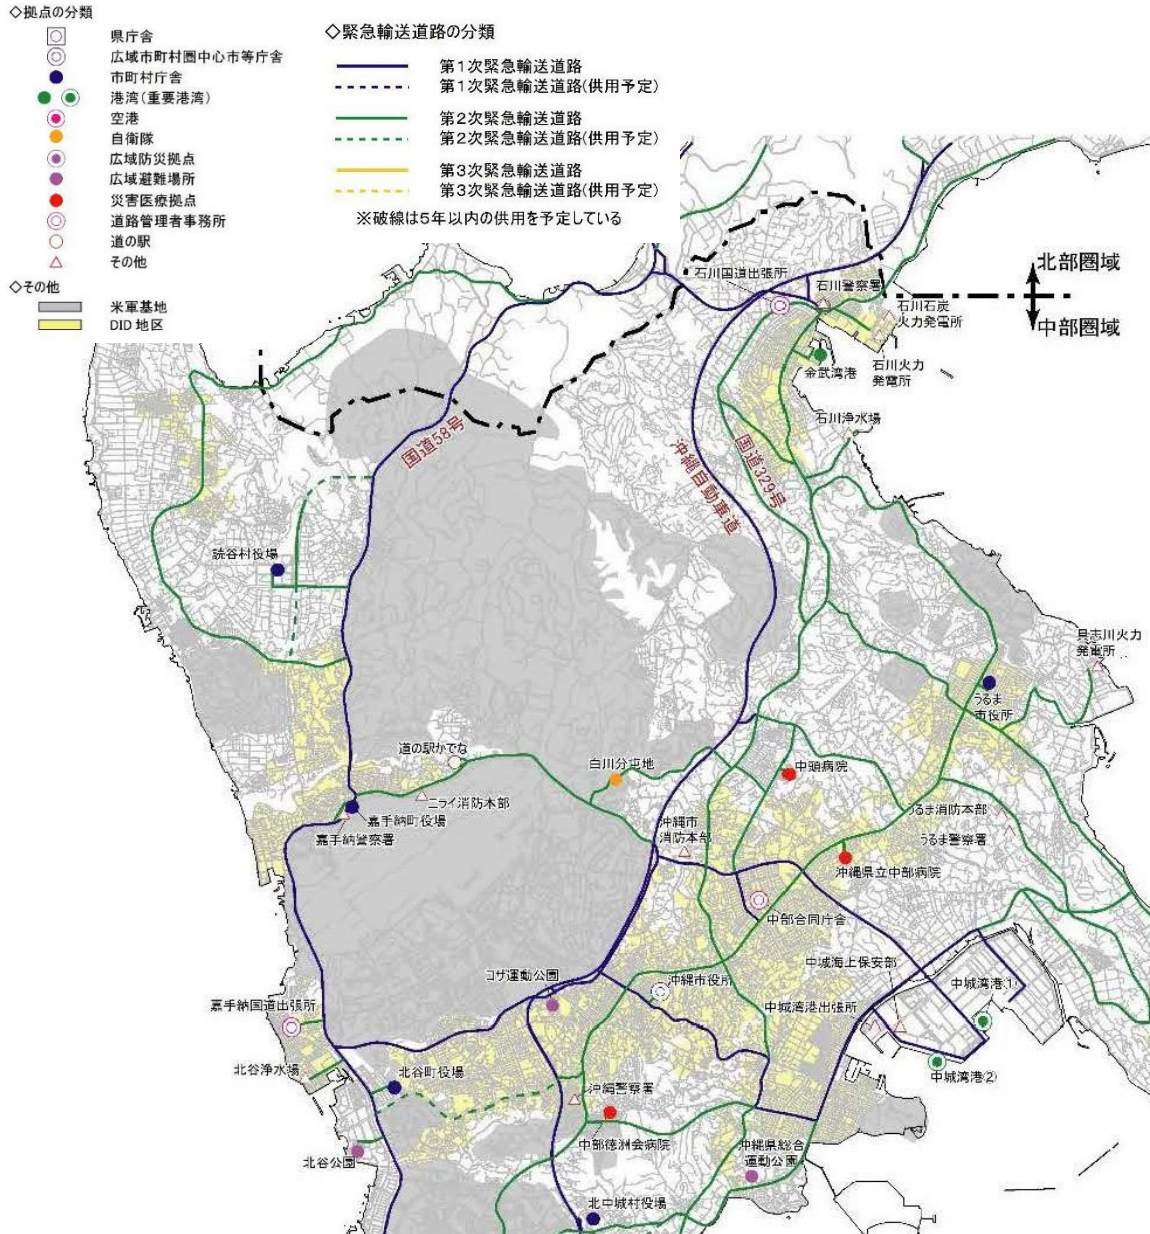 ◇拠点の分類
県庁舎
広域市町村圏中心市等庁舎
市町村庁舎
港湾(重要港湾)
空港
自衛隊
広域防災拠点
広域避難場所
災害医療拠点
道路管理者事務所
道の駅
その他
◇その他
米軍基地
DID地区
◇緊急輸送道路の分類
第1次緊急輸送道路
第1次緊急輸送道路(供用予定)
第2次緊急輸送道路
第2次緊急輸送道路(供用予定)
第3次緊急輸送道路
第3次緊急輸送道路(供用予定)
※破線は5年以内の供用を予定している
北部圏域
中部圏域
石川国道出張所
石川警察署
石川石炭
火力発電所
金武湾港
石川火力
発電所
石川浄水場
国道58号
沖縄自動車道
国道329号
読谷村役場
具志川火力
発電所
うるま
市役所
道の駅かでな
白川分屯地
中頭病院
ニライ消防本部
嘉手納町役場
嘉手納警察署
沖縄市
消防本部
うるま消防本部
うるま警察署
沖縄県立中部病院
中部合同庁舎
コザ運動公園
沖縄市役所
中城海上保安部
中城湾港①
中城湾港出張所
嘉手納国道出張所
北谷浄水場
北谷町役場
中城湾港②
沖縄警察署
中部徳洲会病院
沖縄県総合
運動公園
北谷公園
北中城村役場